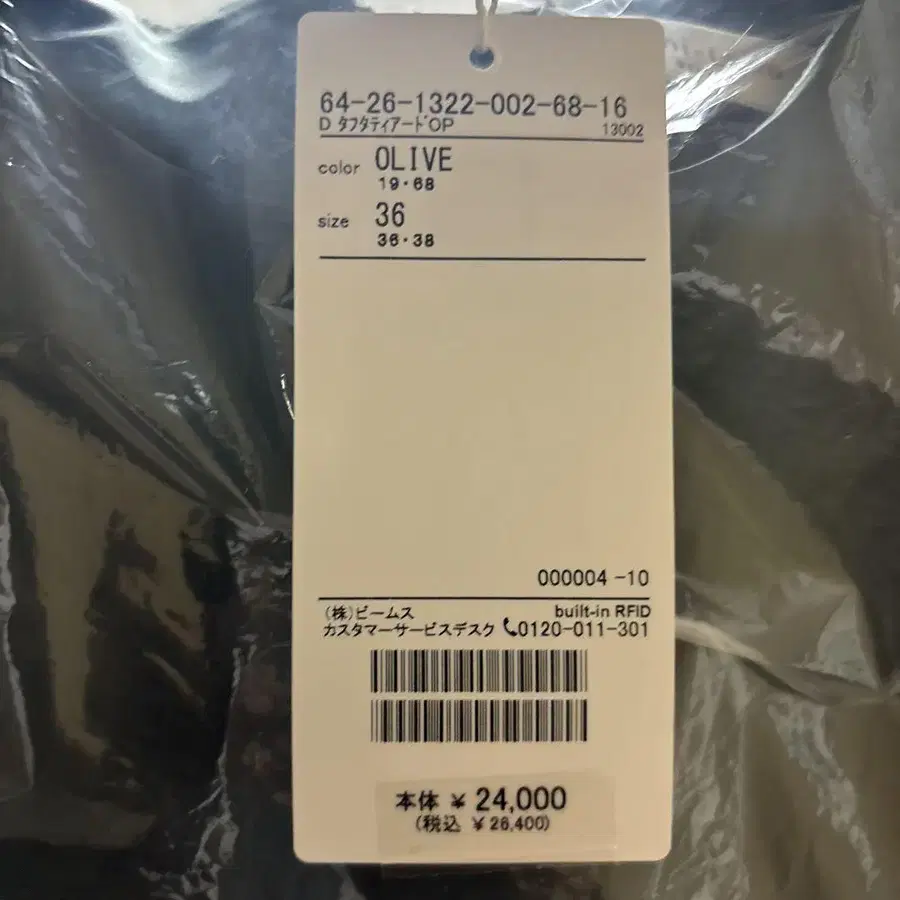 64-26-1322-002-68-16
D タフタティアードOP 13002
color OLIVE
19・68
size 36
36・38
000004 -10
(株)ビームス built-in RFID
カスタマーサービスデスク 0120-011-301
本体 ¥ 24,000
(税込 ¥ 26,400)